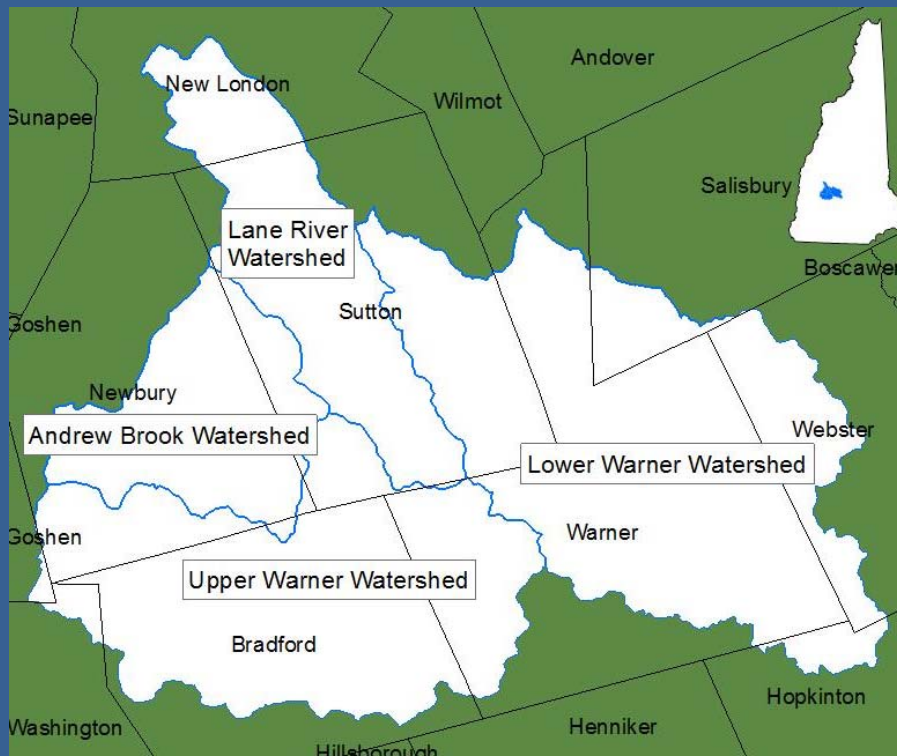 Andover
New London
Wilmot
Sunapee
Salisbury
Lane River
Watershed
Boscawen
Sutton
Goshen
Newbury
Andrew Brook Watershed
Webster
Lower Warner Watershed
Goshen
Warner
Upper Warner Watershed
Bradford
Hopkinton
Washington
Henniker
Hillsborough